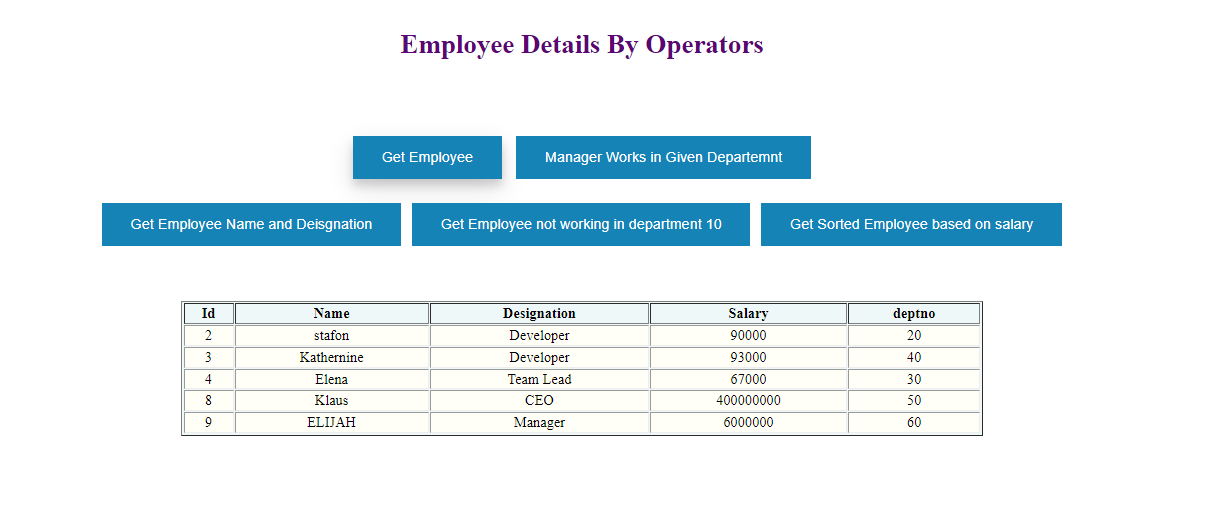 Employee Details By Operators
Get Employee Manager Works in Given Departemnt
Get Employee Name and Deisgnation Get Employee not working in department 10 Get Sorted Employee based on salary
Id Name Designation Salary deptno
2 stafon Developer 90000 20
3 Kathernine Developer 93000 40
4 Elena Team Lead 67000 30
8 Klaus CEO 400000000 50
9 ELIJAH Manager 6000000 60